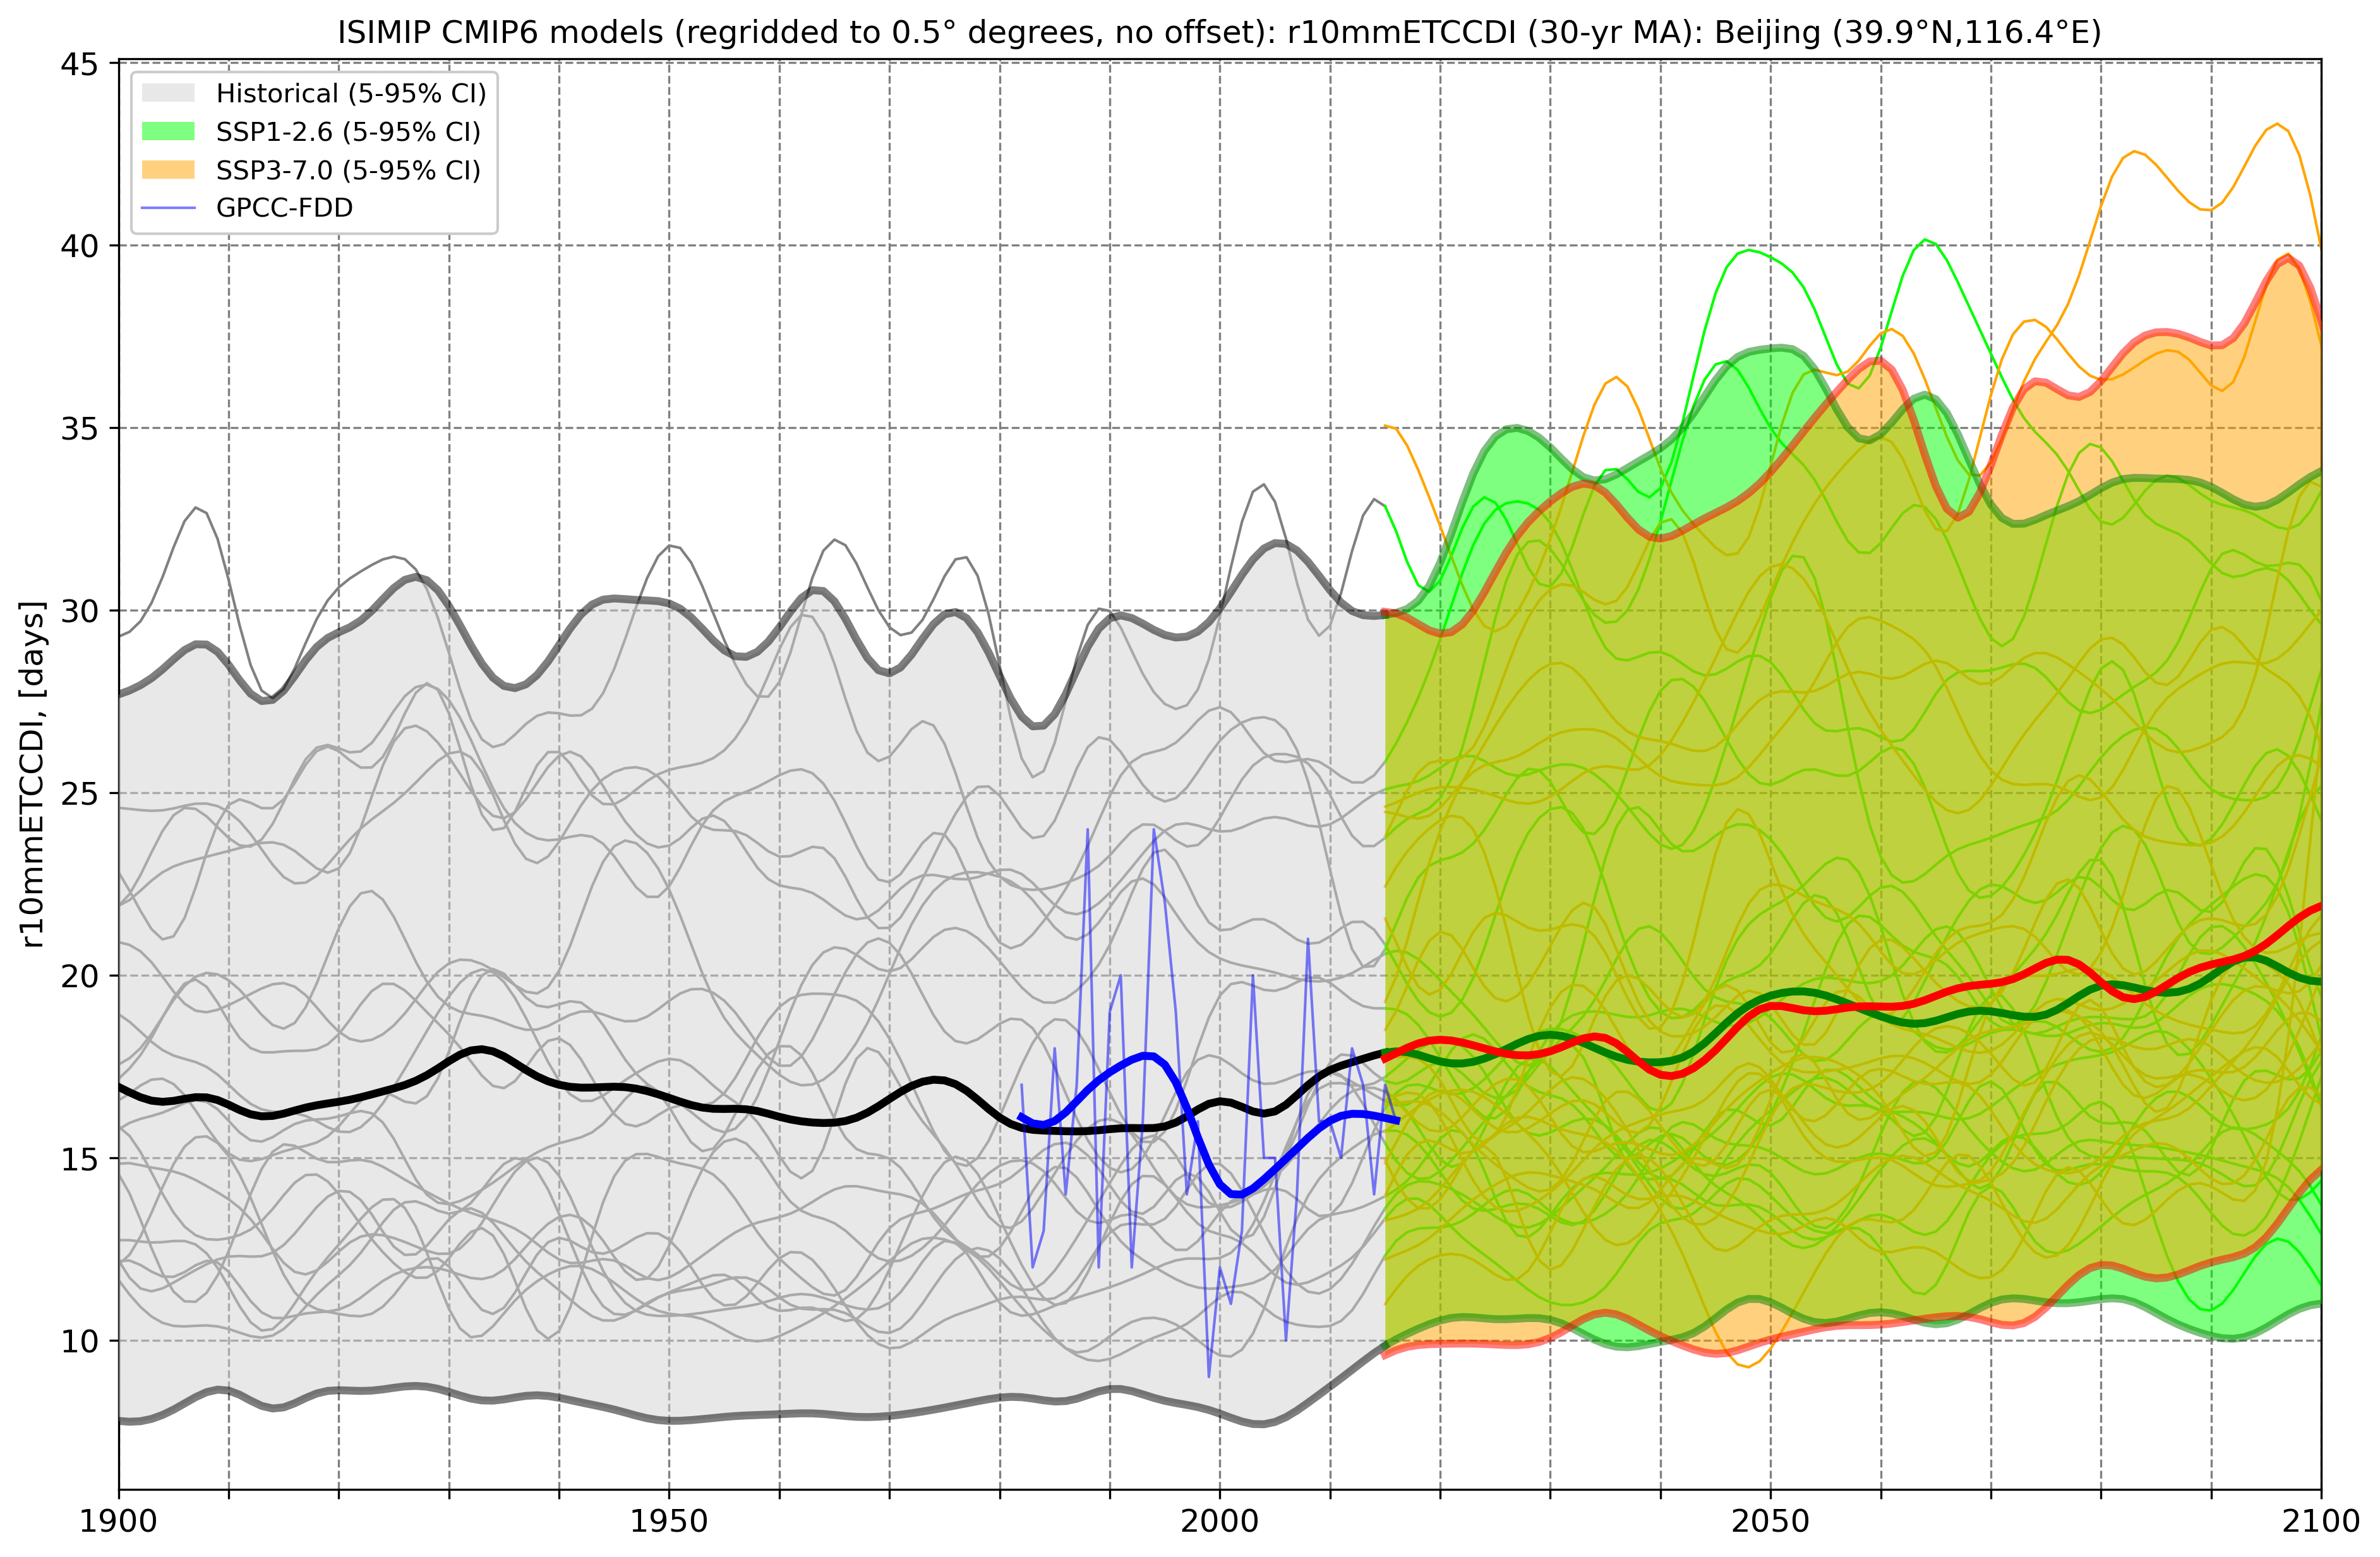 ISIMIP CMIP6 models (regridded to 0.5° degrees, no offset): r10mmETCCDI (30-yr MA): Beijing (39.9°N,116.4°E)
Historical (5-95% CI)
SSP1-2.6 (5-95% CI)
SSP3-7.0 (5-95% CI)
GPCC-FDD
r10mmETCCDI, [days]
45
40
35
30
25
20
15
10
1900 1950 2000 2050 2100